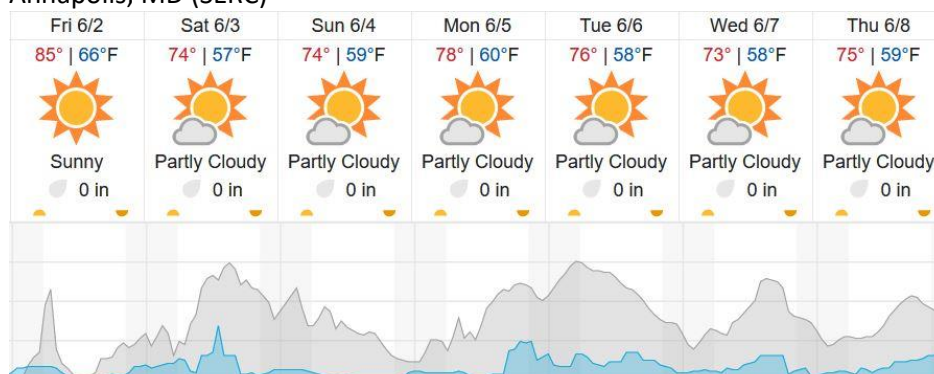 Annapolis, MD (SERC)
Fri 6/2 Sat 6/3 Sun 6/4 Mon 6/5 Tue 6/6 Wed 6/7 Thu 6/8
85° | 66°F 74° | 57°F 74° | 59°F 78° | 60°F 76° | 58°F 73° | 58°F 75° | 59°F
Sunny Partly Cloudy Partly Cloudy Partly Cloudy Partly Cloudy Partly Cloudy Partly Cloudy
0 in 0 in 0 in 0 in 0 in 0 in 0 in